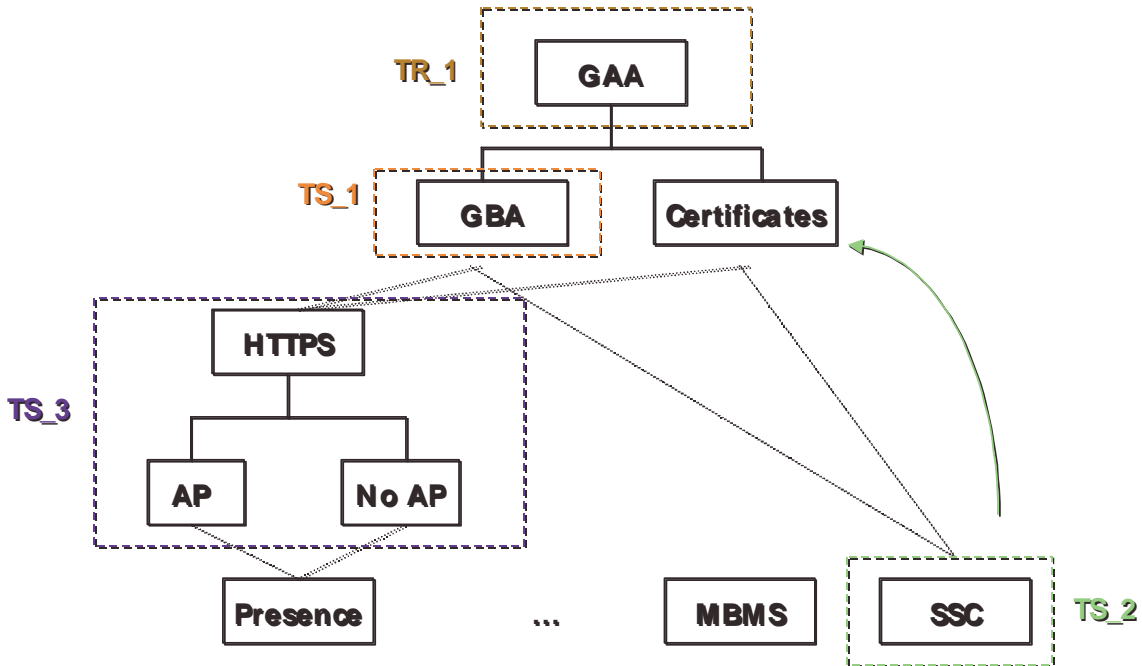 TR_1
GAA
TS_1
GBA
Certificates
HTTPS
TS_3
AP
No AP
Presence
...
MBMS
SSC
TS_2